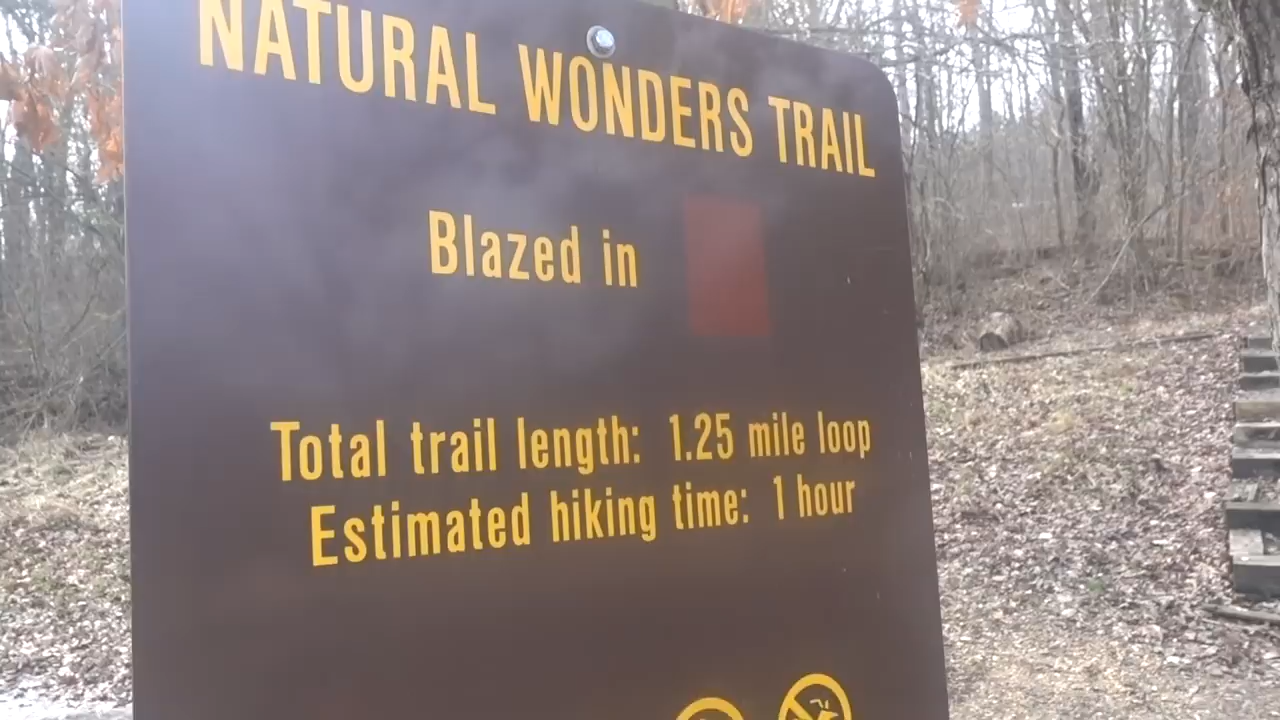 NATURAL WONDERS TRAIL
Blazed in
Total trail length: 1.25 mile loop
Estimated hiking time: 1 hour